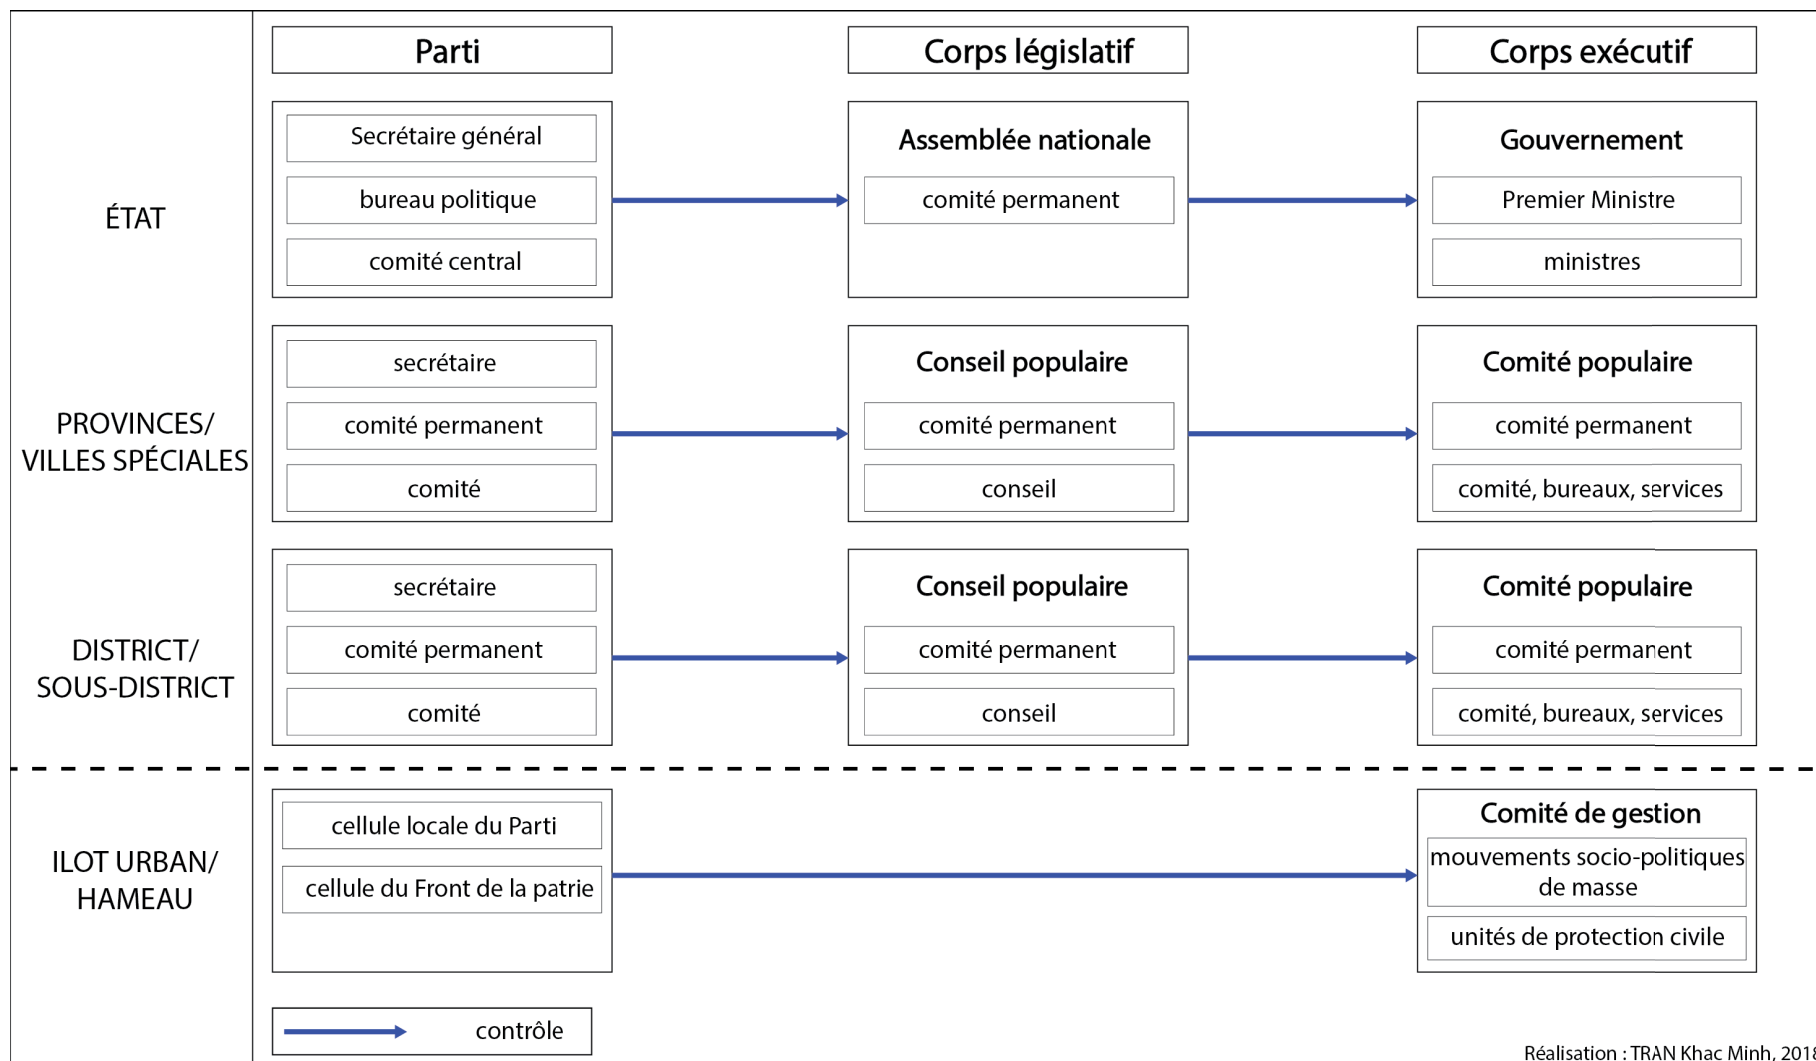 Parti
Corps législatif
Corps exécutif
ÉTAT
Secrétaire général
bureau politique
comité central
Assemblée nationale
comité permanent
Gouvernement
Premier Ministre
ministres
PROVINCES/
VILLES SPÉCIALES
secrétaire
comité permanent
comité
Conseil populaire
comité permanent
conseil
Comité populaire
comité permanent
comité, bureaux, services
DISTRICT/
SOUS-DISTRICT
secrétaire
comité permanent
comité
Conseil populaire
comité permanent
conseil
Comité populaire
comité permanent
comité, bureaux, services
ILOT URBAN/
HAMEAU
cellule locale du Parti
cellule du Front de la patrie
Comité de gestion
mouvements socio-politiques
de masse
unités de protection civile
contrôle
Réalisation : TRAN Khac Minh, 2018